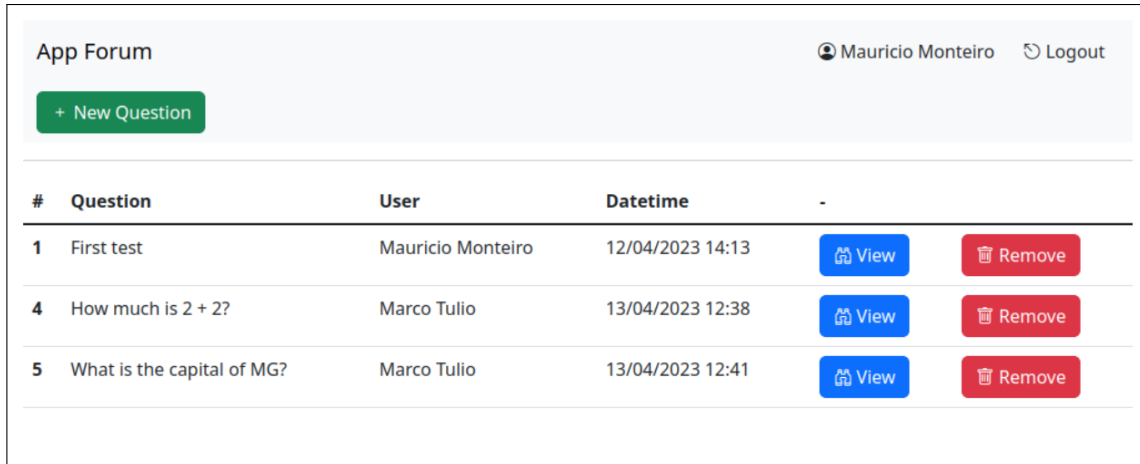 App Forum Mauricio Monteiro Logout
+ New Question
# Question User Datetime -
1 First test Mauricio Monteiro 12/04/2023 14:13 View Remove
4 How much is 2 + 2? Marco Tulio 13/04/2023 12:38 View Remove
5 What is the capital of MG? Marco Tulio 13/04/2023 12:41 View Remove